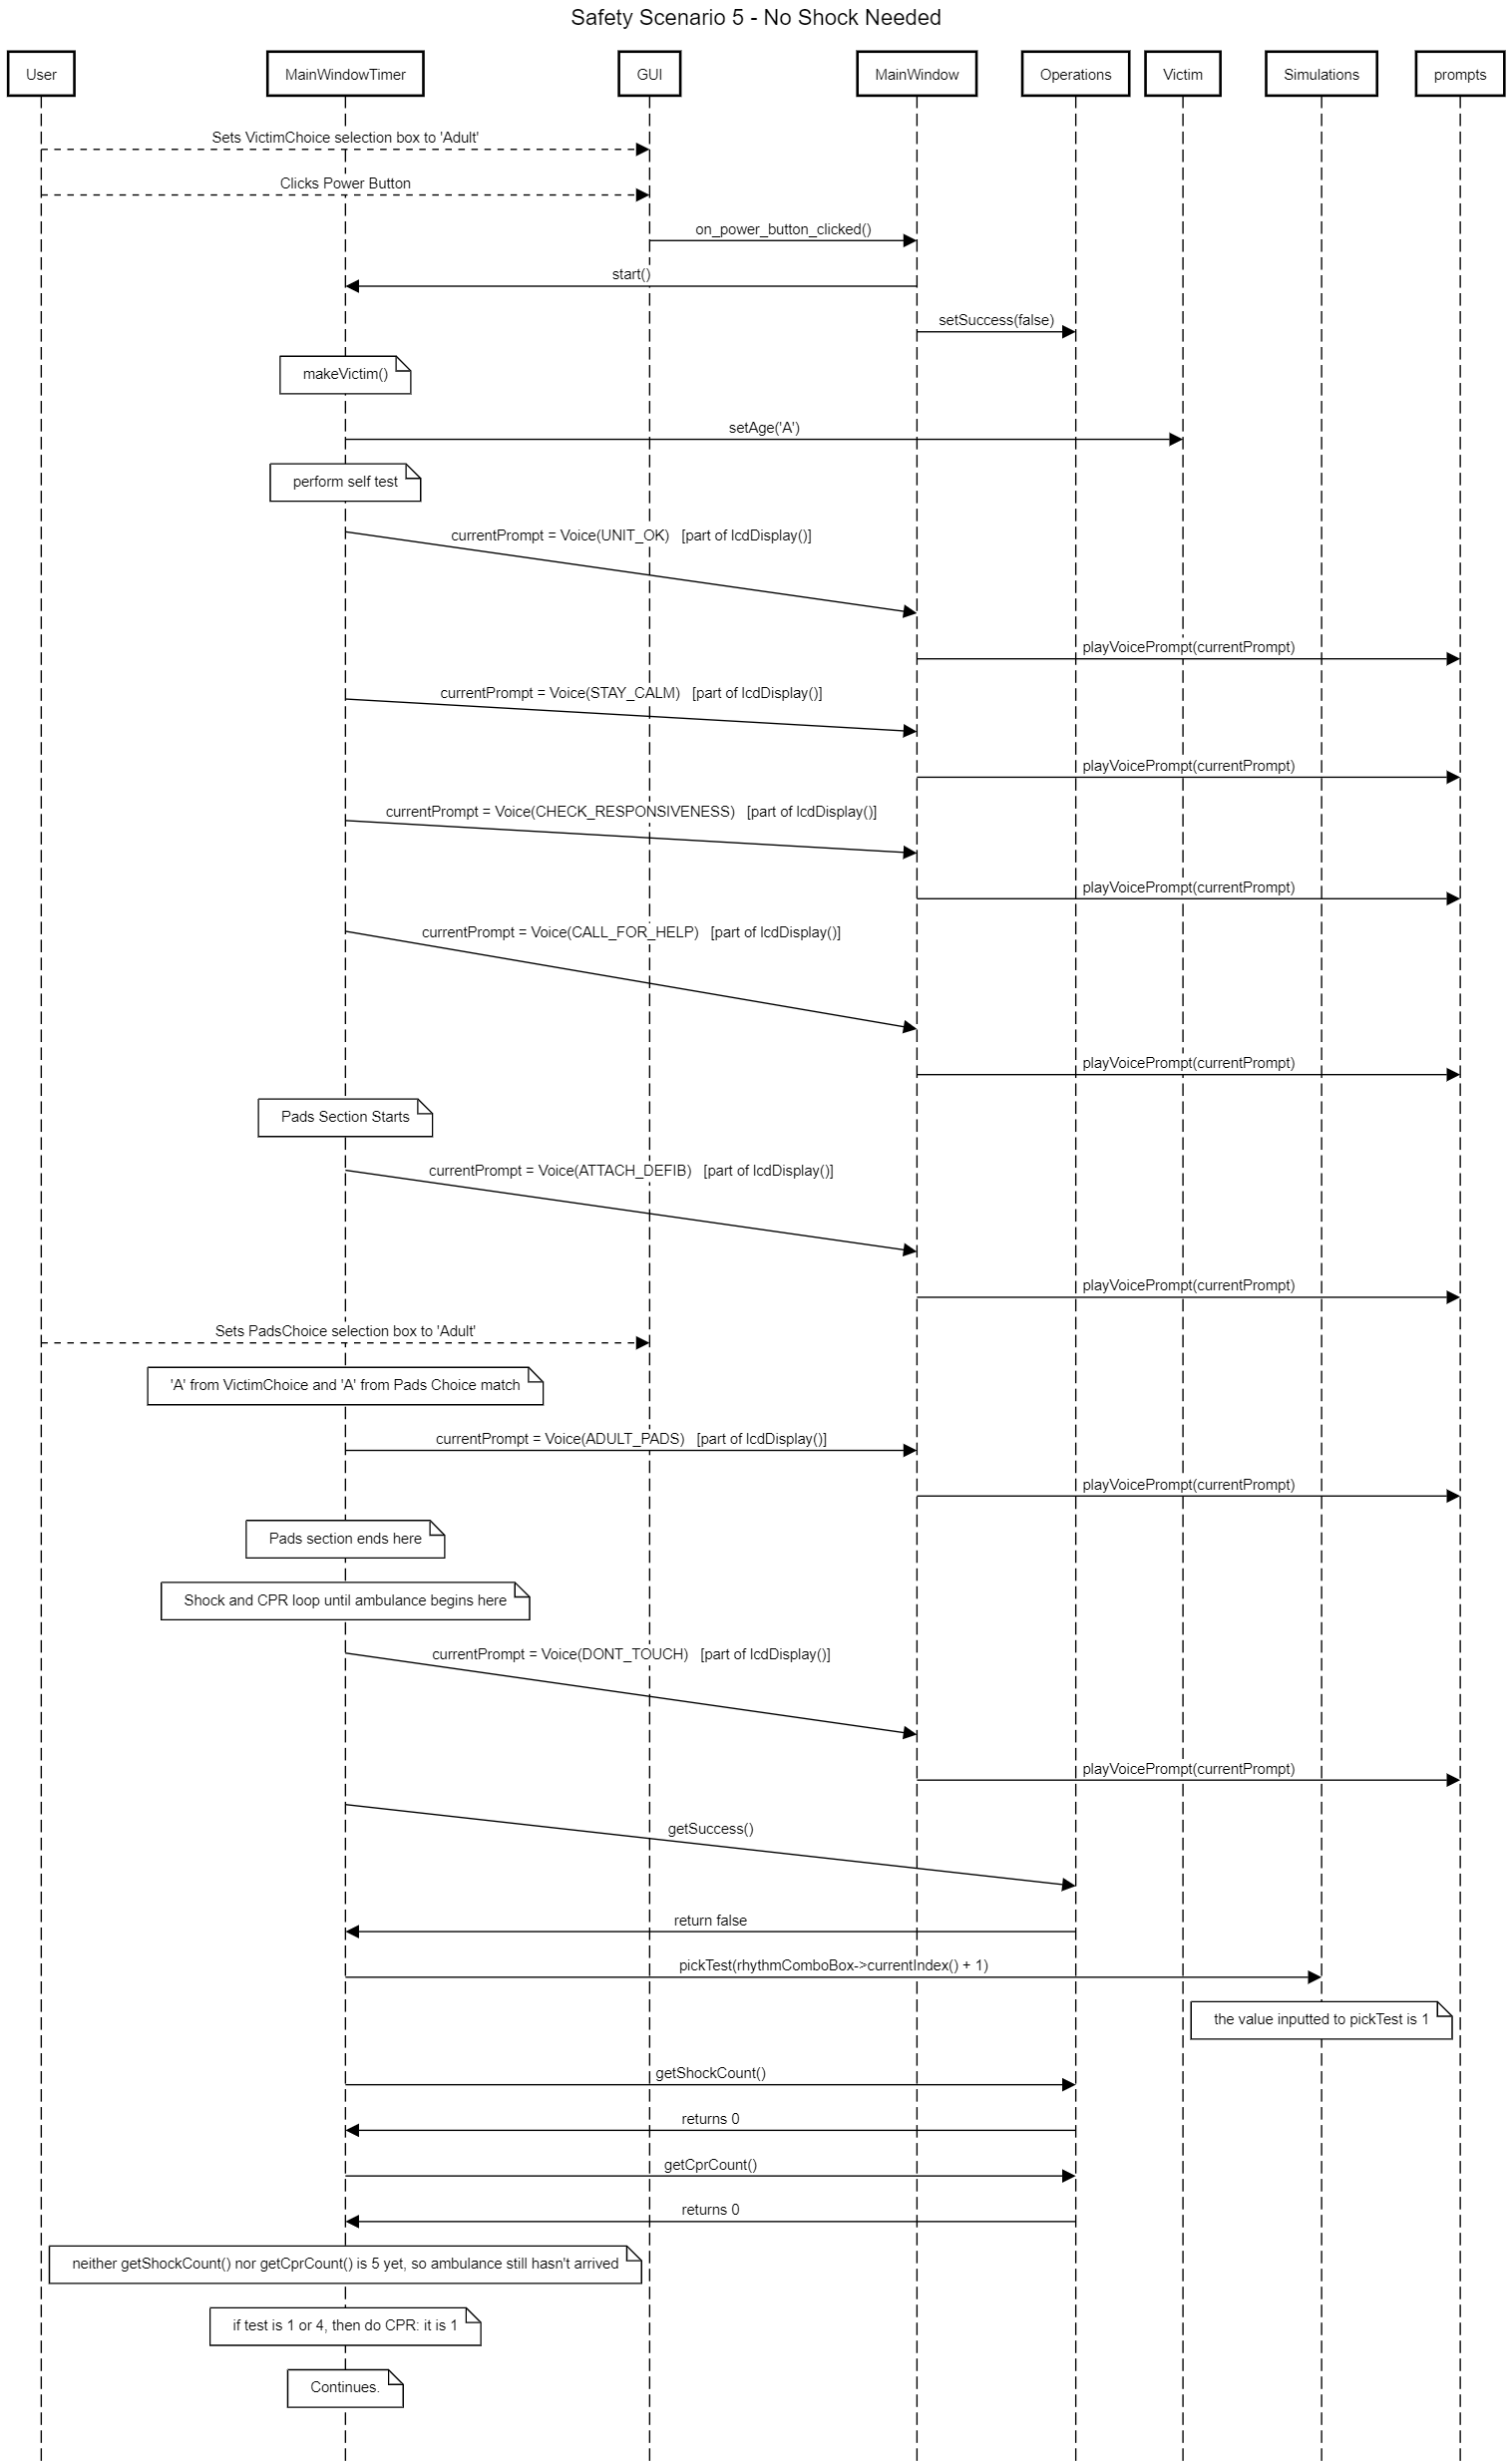 Safety Scenario 5 - No Shock Needed
User
MainWindowTimer
GUI
MainWindow
Operations
Victim
Simulations
prompts
Sets VictimChoice selection box to 'Adult'
Clicks Power Button
on_power_button_clicked()
start()
setSuccess(false)
makeVictim()
setAge('A')
perform self test
currentPrompt = Voice(UNIT_OK)   [part of lcdDisplay()]
playVoicePrompt(currentPrompt)
currentPrompt = Voice(STAY_CALM)   [part of lcdDisplay()]
playVoicePrompt(currentPrompt)
currentPrompt = Voice(CHECK_RESPONSIVENESS)   [part of lcdDisplay()]
playVoicePrompt(currentPrompt)
currentPrompt = Voice(CALL_FOR_HELP)   [part of lcdDisplay()]
playVoicePrompt(currentPrompt)
Pads Section Starts
currentPrompt = Voice(ATTACH_DEFIB)   [part of lcdDisplay()]
playVoicePrompt(currentPrompt)
Sets PadsChoice selection box to 'Adult'
'A' from VictimChoice and 'A' from Pads Choice match
currentPrompt = Voice(ADULT_PADS)   [part of lcdDisplay()]
playVoicePrompt(currentPrompt)
Pads section ends here
Shock and CPR loop until ambulance begins here
currentPrompt = Voice(DONT_TOUCH)   [part of lcdDisplay()]
playVoicePrompt(currentPrompt)
getSuccess()
return false
pickTest(rhythmComboBox->currentIndex() + 1)
the value inputted to pickTest is 1
getShockCount()
returns 0
getCprCount()
returns 0
neither getShockCount() nor getCprCount() is 5 yet, so ambulance still hasn't arrived
if test is 1 or 4, then do CPR: it is 1
Continues.